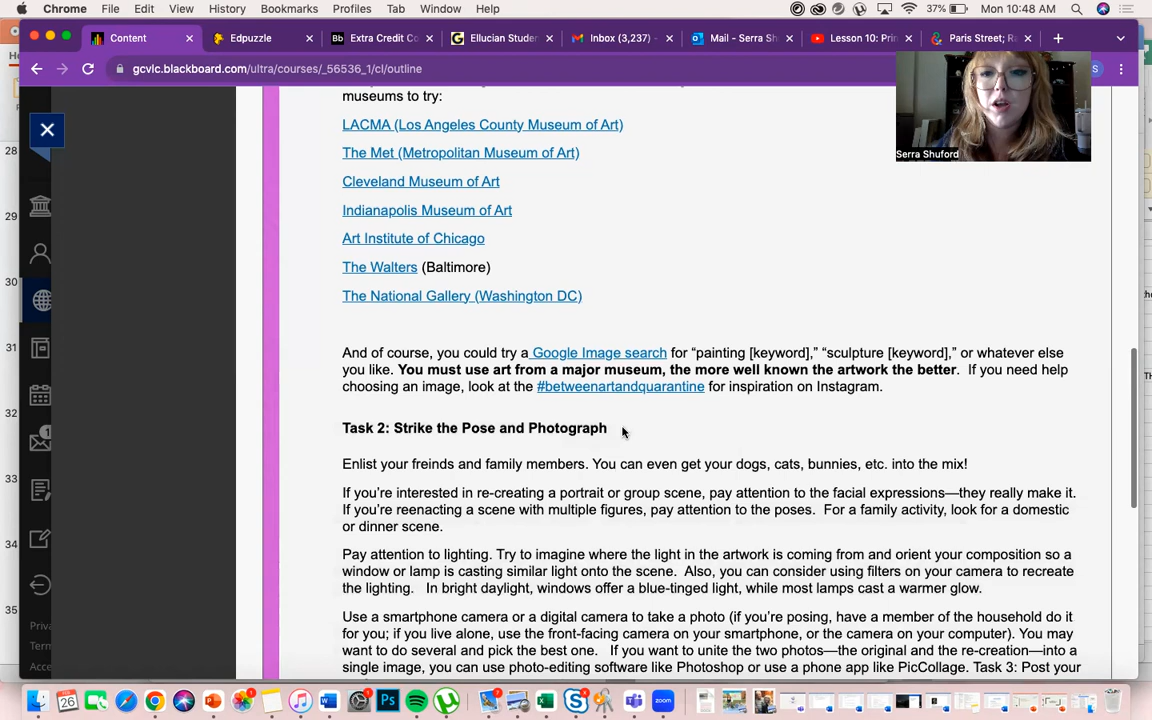 Chrome File Edit View History Bookmarks Profiles Tab Window Help 37% Mon 10:48 AM
Content Edpuzzle Bb Extra Credit Co Ellucian Stude Inbox (3,237) Mail - Serra Sh Lesson 10: Prin Paris Street; R
gcvlc.blackboard.com/ultra/courses/_56536_1/cl/outline
S
museums to try:
LACMA (Los Angeles County Museum of Art)
Serra Shuford
The Met (Metropolitan Museum of Art)
28
Cleveland Museum of Art
29
Indianapolis Museum of Art
Art Institute of Chicago
The Walters (Baltimore)
30
The National Gallery (Washington DC)
31
And of course, you could try a Google Image search for “painting [keyword],” “sculpture [keyword],” or whatever else
you like. You must use art from a major museum, the more well known the artwork the better. If you need help
choosing an image, look at the #betweenartandquarantine for inspiration on Instagram.
32
Task 2: Strike the Pose and Photograph
1
Enlist your freinds and family members. You can even get your dogs, cats, bunnies, etc. into the mix!
33
If you’re interested in re-creating a portrait or group scene, pay attention to the facial expressions—they really make it.
If you’re reenacting a scene with multiple figures, pay attention to the poses. For a family activity, look for a domestic
or dinner scene.
34
Pay attention to lighting. Try to imagine where the light in the artwork is coming from and orient your composition so a
window or lamp is casting similar light onto the scene. Also, you can consider using filters on your camera to recreate
the lighting. In bright daylight, windows offer a blue-tinged light, while most lamps cast a warmer glow.
35
Use a smartphone camera or a digital camera to take a photo (if you’re posing, have a member of the household do it
Priva
for you; if you live alone, use the front-facing camera on your smartphone, or the camera on your computer). You may
Term
want to do several and pick the best one. If you want to unite the two photos—the original and the re-creation—into a
Acce
single image, you can use photo-editing software like Photoshop or use a phone app like PicCollage. Task 3: Post your
26 Ps zoom